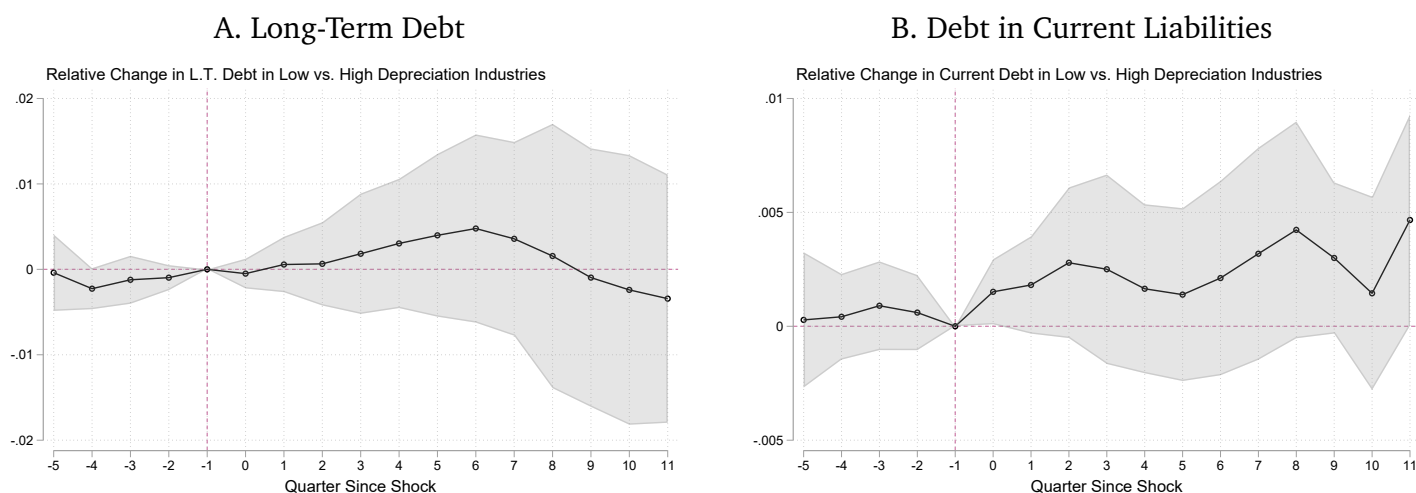 A. Long-Term Debt
Relative Change in L.T. Debt in Low vs. High Depreciation Industries
.02
.01
0
-.01
-.02
-5 -4 -3 -2 -1 0 1 2 3 4 5 6 7 8 9 10 11
Quarter Since Shock
B. Debt in Current Liabilities
Relative Change in Current Debt in Low vs. High Depreciation Industries
.01
.005
0
-.005
-5 -4 -3 -2 -1 0 1 2 3 4 5 6 7 8 9 10 11
Quarter Since Shock